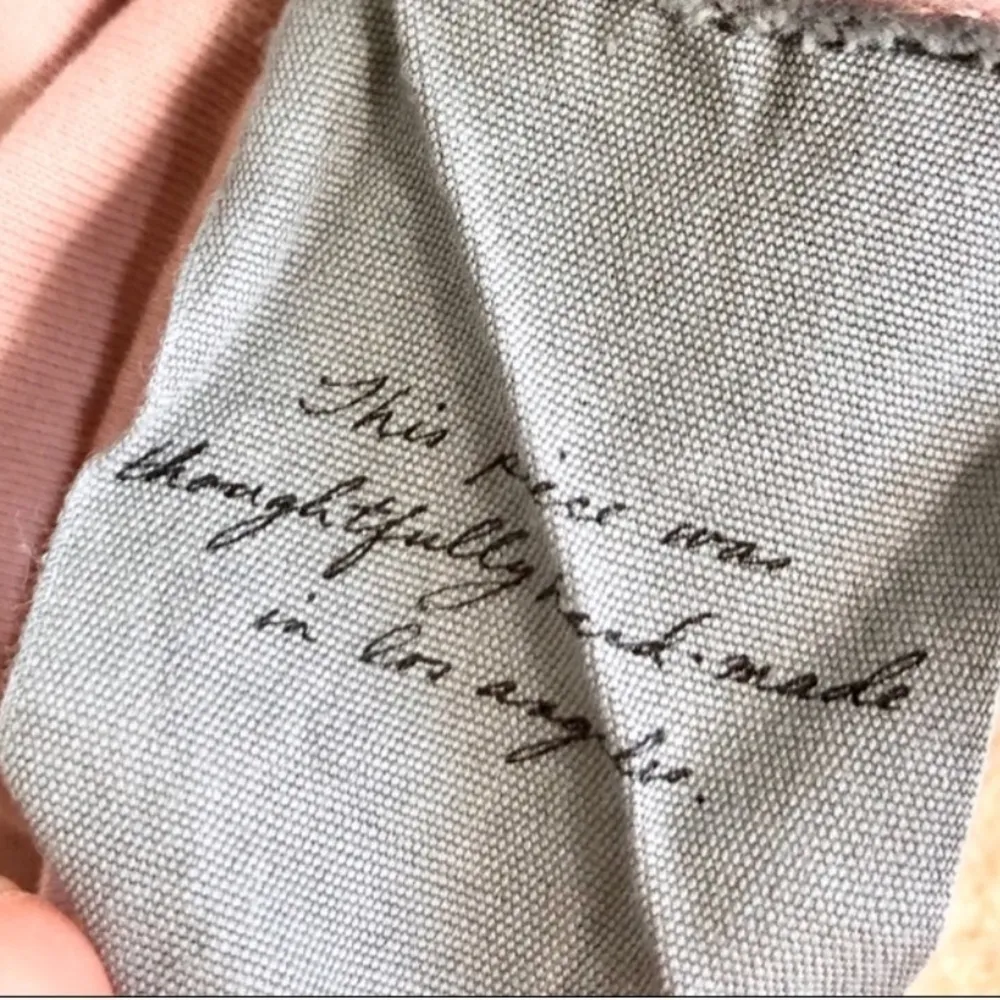 This piece was
thoughtfully hand-made
in los angeles.